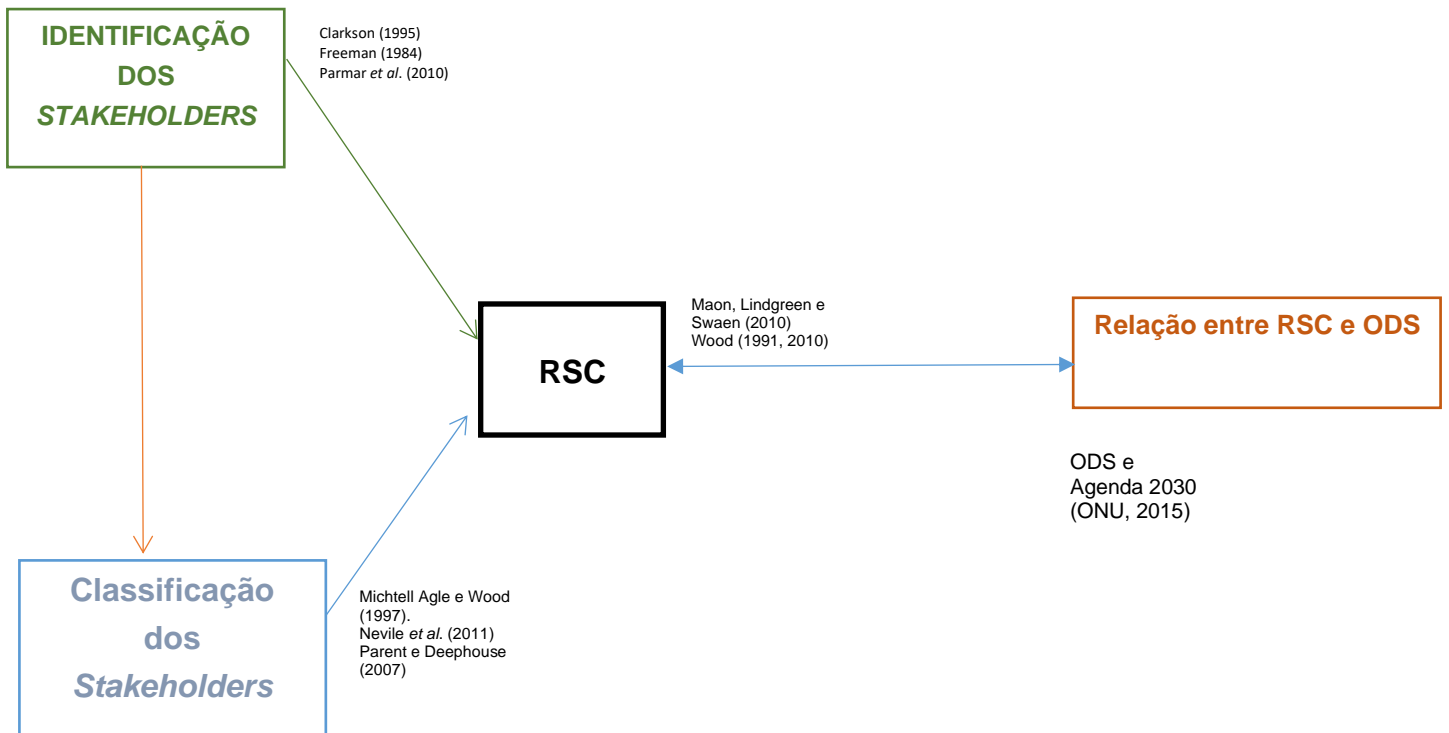 IDENTIFICAÇÃO
DOS
STAKEHOLDERS
Clarkson (1995)
Freeman (1984)
Parmar et al. (2010)
RSC
Maon, Lindgreen e
Swaen (2010)
Wood (1991, 2010)
Relação entre RSC e ODS
ODS e
Agenda 2030
(ONU, 2015)
Classificação
dos
Stakeholders
Michtell Agle e Wood
(1997).
Nevile et al. (2011)
Parent e Deephouse
(2007)